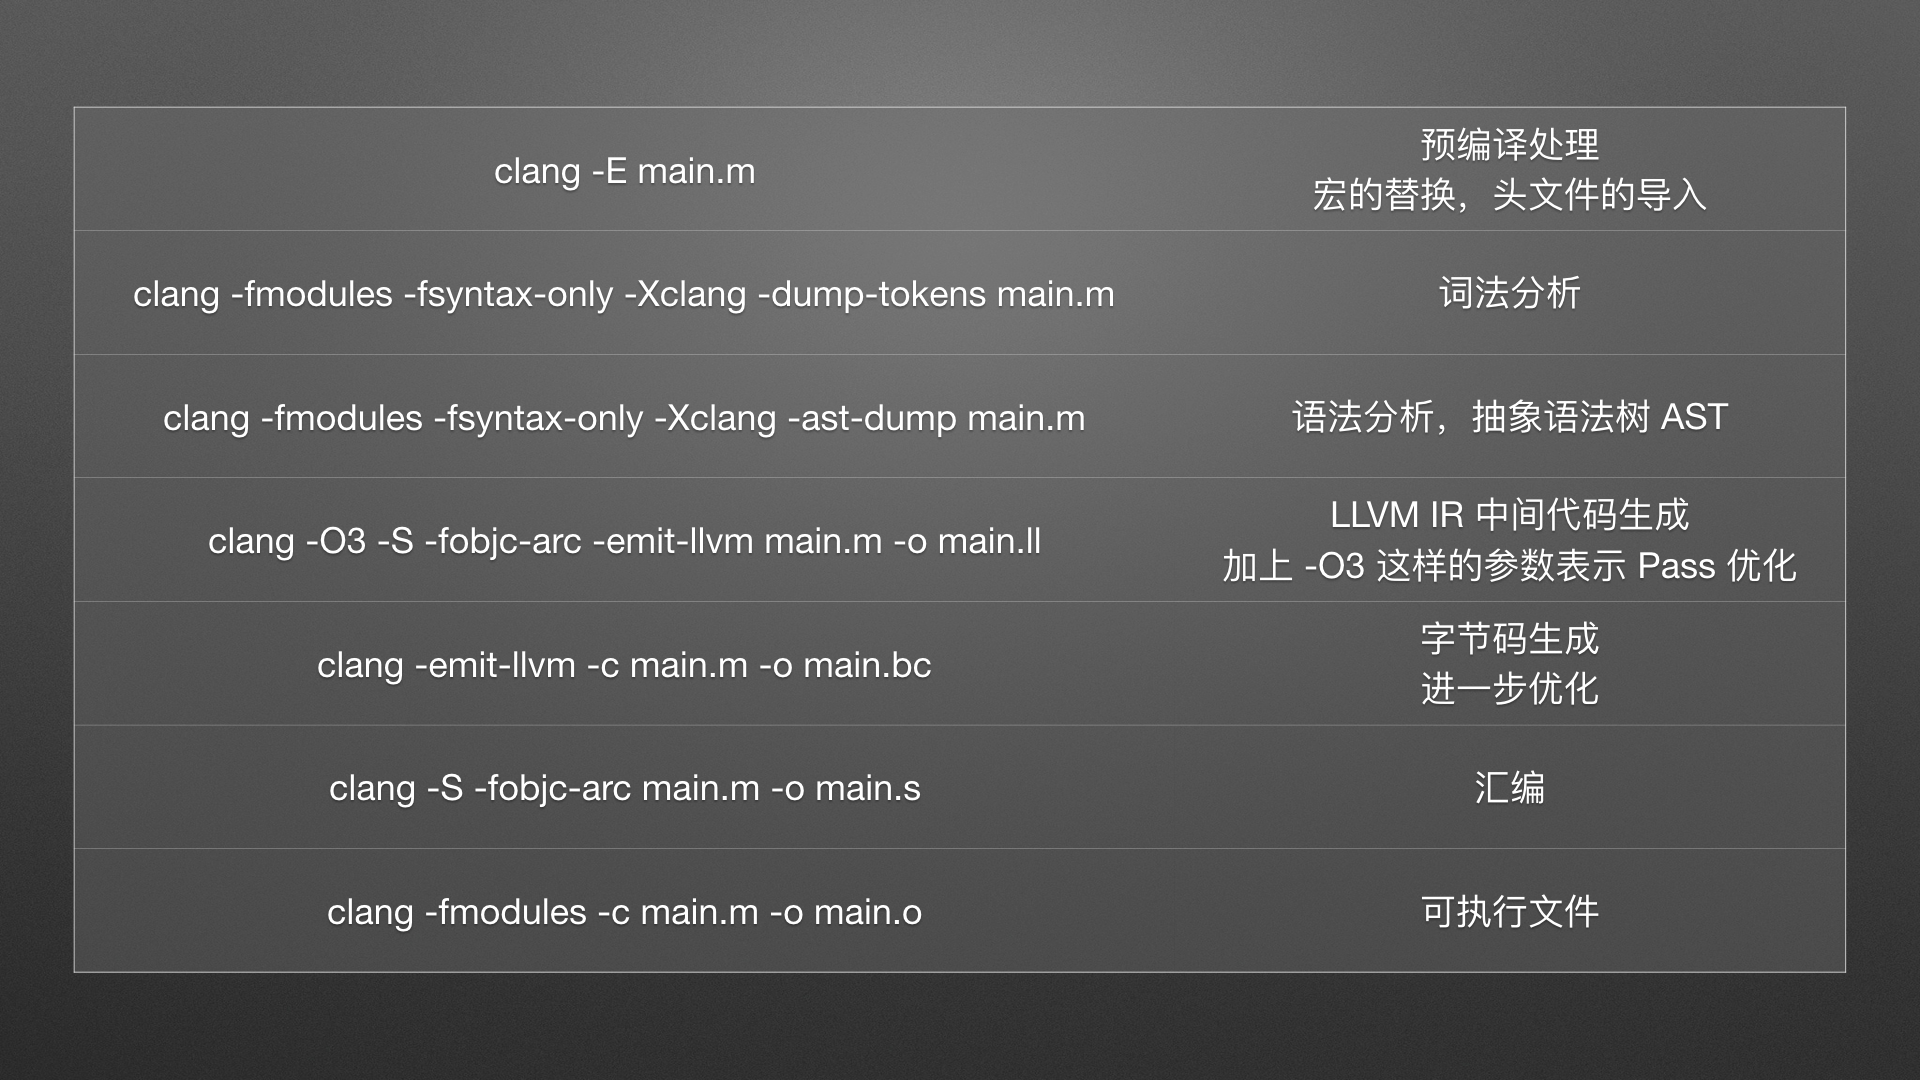 clang -E main.m
预编译处理
宏的替换，头文件的导入
clang -fmodules -fsyntax-only -Xclang -dump-tokens main.m
词法分析
clang -fmodules -fsyntax-only -Xclang -ast-dump main.m
语法分析，抽象语法树 AST
clang -O3 -S -fobjc-arc -emit-llvm main.m -o main.ll
LLVM IR 中间代码生成
加上 -O3 这样的参数表示 Pass 优化
clang -emit-llvm -c main.m -o main.bc
字节码生成
进一步优化
clang -S -fobjc-arc main.m -o main.s
汇编
clang -fmodules -c main.m -o main.o
可执行文件